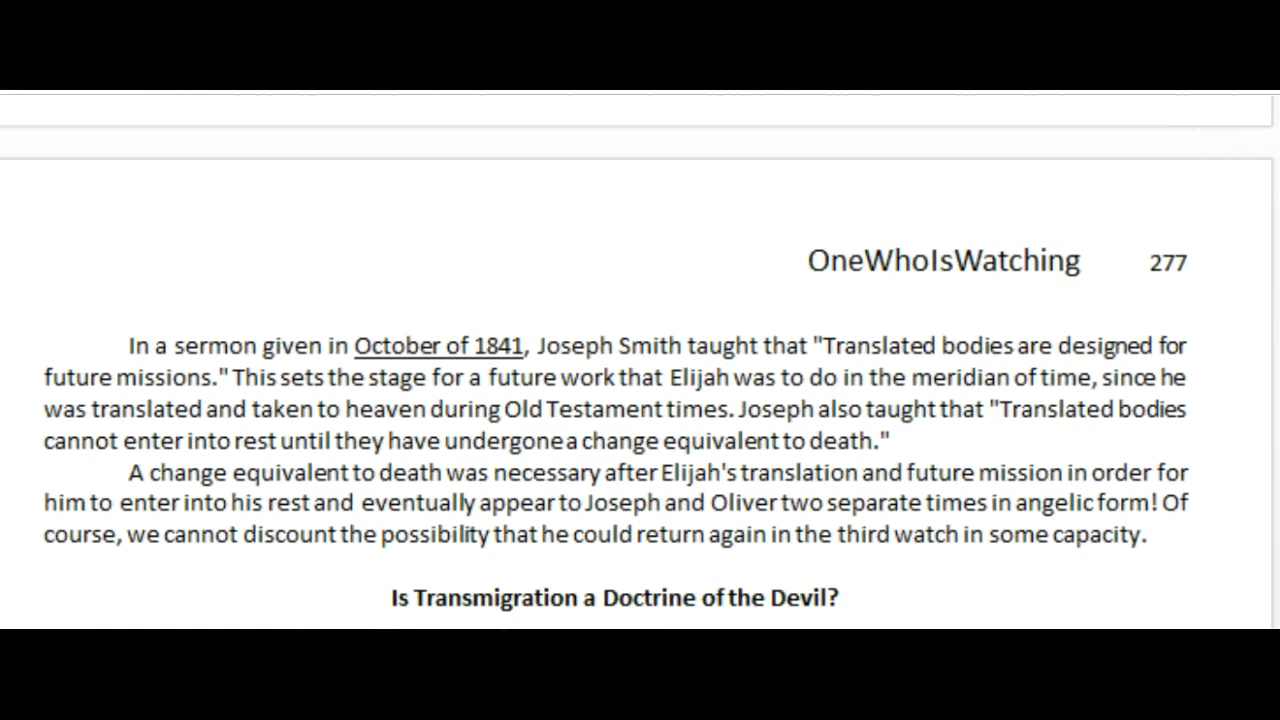 OneWhoIsWatching 277
In a sermon given in October of 1841, Joseph Smith taught that "Translated bodies are designed for
future missions." This sets the stage for a future work that Elijah was to do in the meridian of time, since he
was translated and taken to heaven during Old Testament times. Joseph also taught that "Translated bodies
cannot enter into rest until they have undergone a change equivalent to death."
A change equivalent to death was necessary after Elijah's translation and future mission in order for
him to enter into his rest and eventually appear to Joseph and Oliver two separate times in angelic form! Of
course, we cannot discount the possibility that he could return again in the third watch in some capacity.
Is Transmigration a Doctrine of the Devil?